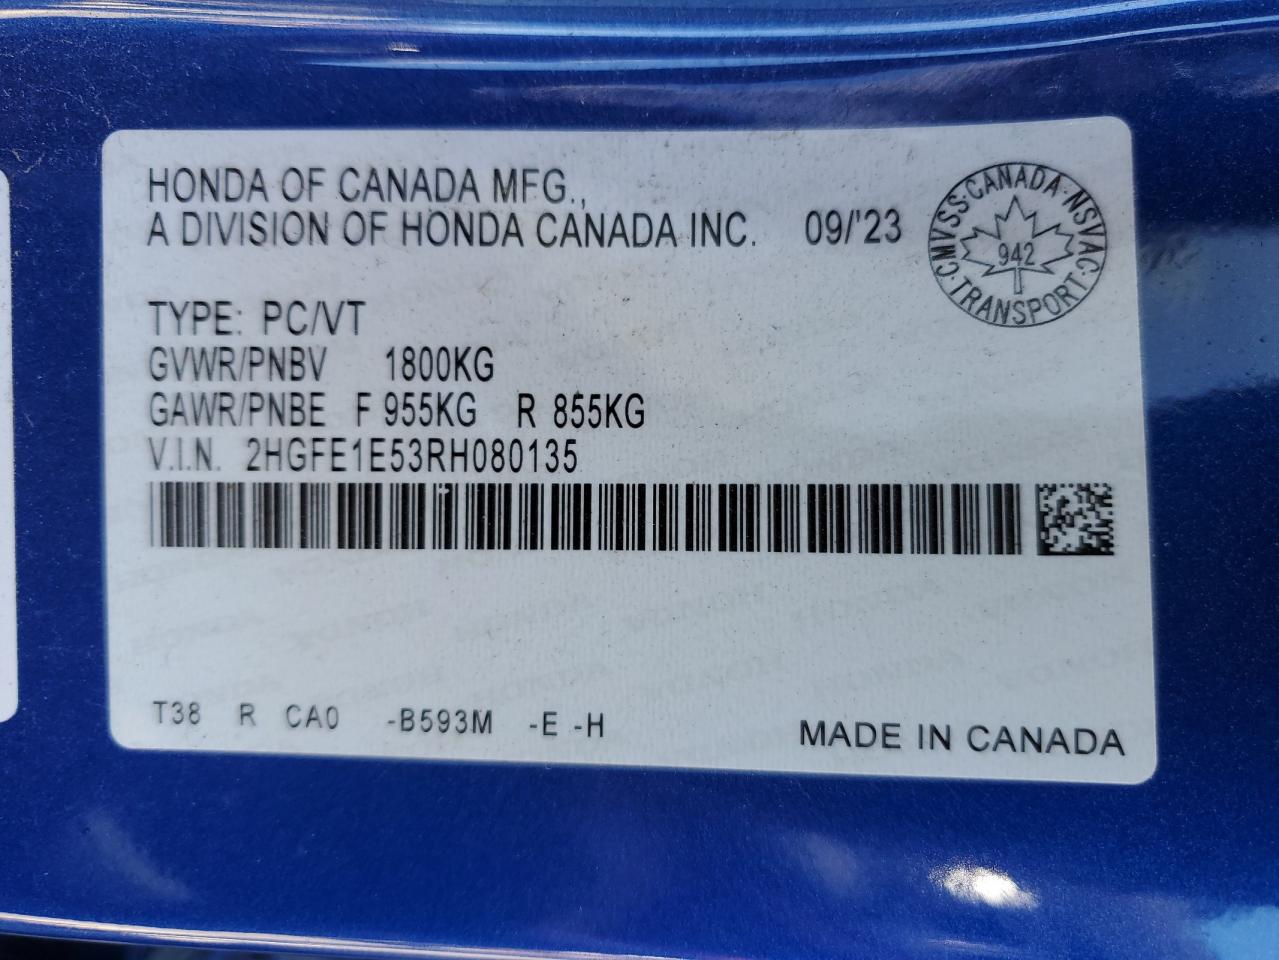 HONDA OF CANADA MFG.,
A DIVISION OF HONDA CANADA INC. 09/'23
CMVSS·CANADA·NSVAC·TRANSPORT·
942
TYPE: PC/VT
GVWR/PNBV 1800KG
GAWR/PNBE F 955KG R 855KG
V.I.N. 2HGFE1E53RH080135
T38 R CA0 -B593M -E -H
MADE IN CANADA